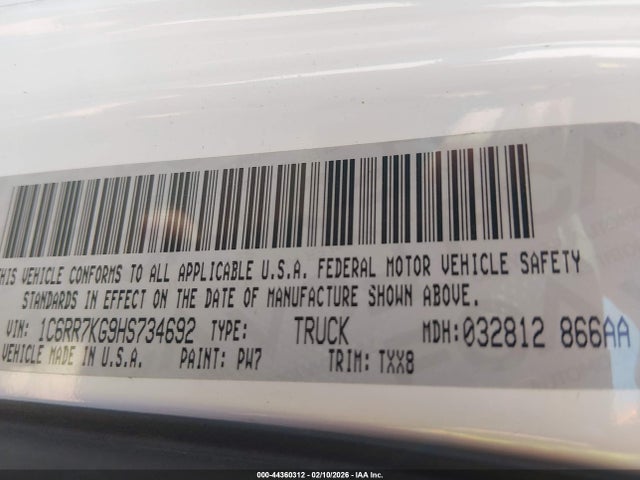 THIS VEHICLE CONFORMS TO ALL APPLICABLE U.S.A. FEDERAL MOTOR VEHICLE SAFETY
STANDARDS IN EFFECT ON THE DATE OF MANUFACTURE SHOWN ABOVE.
VIN: 1C6RR7KG9HS734692 TYPE: TRUCK MDH:032812 866AA
VEHICLE MADE IN U.S.A. PAINT: PW7 TRIM: TXX8
000-44360312 - 02/10/2026 - IAA Inc.